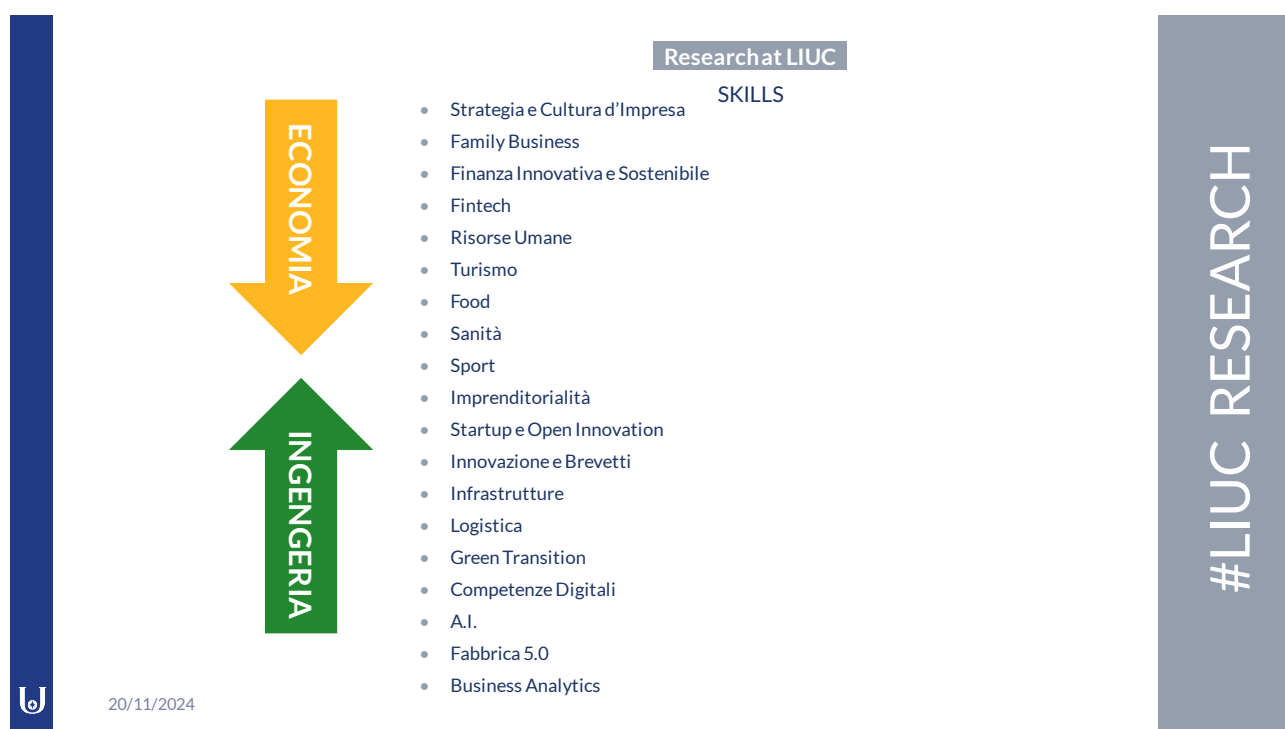 Research at LIUC
SKILLS
ECONOMIA
INGENGERIA
• Strategia e Cultura d’Impresa
• Family Business
• Finanza Innovativa e Sostenibile
• Fintech
• Risorse Umane
• Turismo
• Food
• Sanità
• Sport
• Imprenditorialità
• Startup e Open Innovation
• Innovazione e Brevetti
• Infrastrutture
• Logistica
• Green Transition
• Competenze Digitali
• A.I.
• Fabbrica 5.0
• Business Analytics
20/11/2024
#LIUC RESEARCH